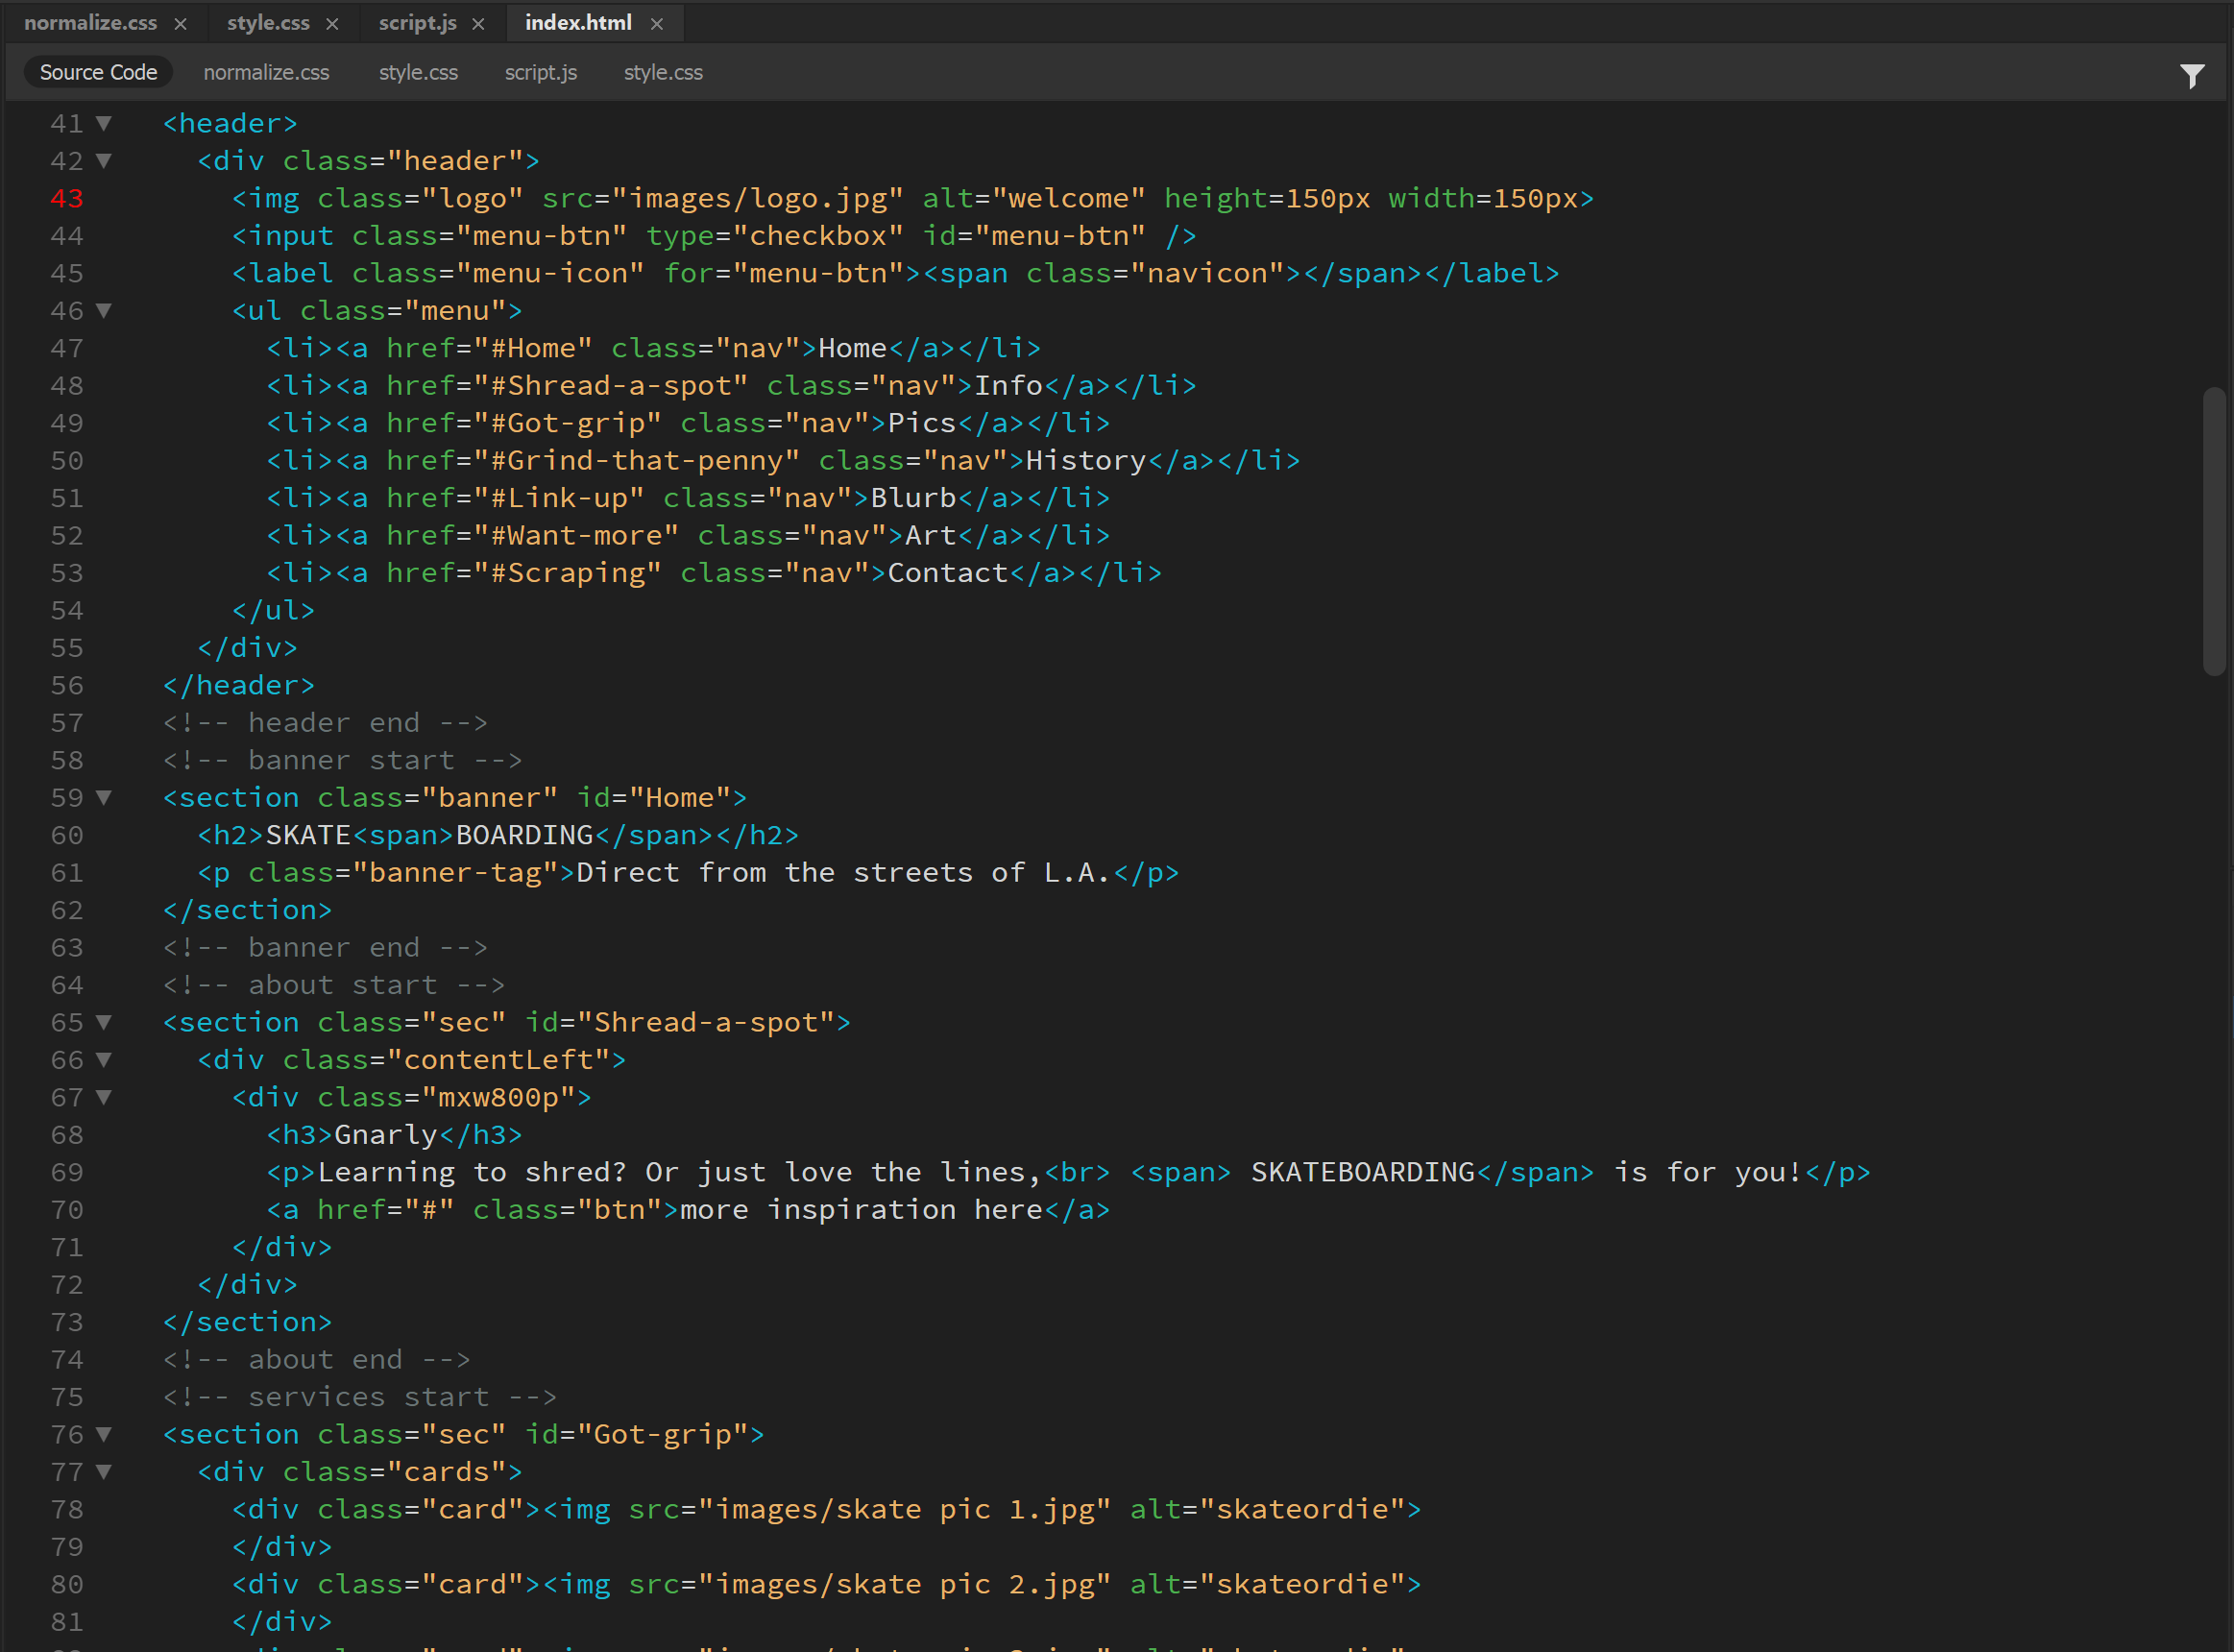 normalize.css × style.css × script.js × index.html ×
Source Code normalize.css style.css script.js style.css
41 ▼ <header>
42 ▼ <div class="header">
43 <img class="logo" src="images/logo.jpg" alt="welcome" height=150px width=150px>
44 <input class="menu-btn" type="checkbox" id="menu-btn" />
45 <label class="menu-icon" for="menu-btn"><span class="navicon"></span></label>
46 ▼ <ul class="menu">
47 <li><a href="#Home" class="nav">Home</a></li>
48 <li><a href="#Shread-a-spot" class="nav">Info</a></li>
49 <li><a href="#Got-grip" class="nav">Pics</a></li>
50 <li><a href="#Grind-that-penny" class="nav">History</a></li>
51 <li><a href="#Link-up" class="nav">Blurb</a></li>
52 <li><a href="#Want-more" class="nav">Art</a></li>
53 <li><a href="#Scraping" class="nav">Contact</a></li>
54 </ul>
55 </div>
56 </header>
57 <!-- header end -->
58 <!-- banner start -->
59 ▼ <section class="banner" id="Home">
60 <h2>SKATE<span>BOARDING</span></h2>
61 <p class="banner-tag">Direct from the streets of L.A.</p>
62 </section>
63 <!-- banner end -->
64 <!-- about start -->
65 ▼ <section class="sec" id="Shread-a-spot">
66 ▼ <div class="contentLeft">
67 ▼ <div class="mxw800p">
68 <h3>Gnarly</h3>
69 <p>Learning to shred? Or just love the lines,<br> <span> SKATEBOARDING</span> is for you!</p>
70 <a href="#" class="btn">more inspiration here</a>
71 </div>
72 </div>
73 </section>
74 <!-- about end -->
75 <!-- services start -->
76 ▼ <section class="sec" id="Got-grip">
77 ▼ <div class="cards">
78 <div class="card"><img src="images/skate pic 1.jpg" alt="skateordie">
79 </div>
80 <div class="card"><img src="images/skate pic 2.jpg" alt="skateordie">
81 </div>